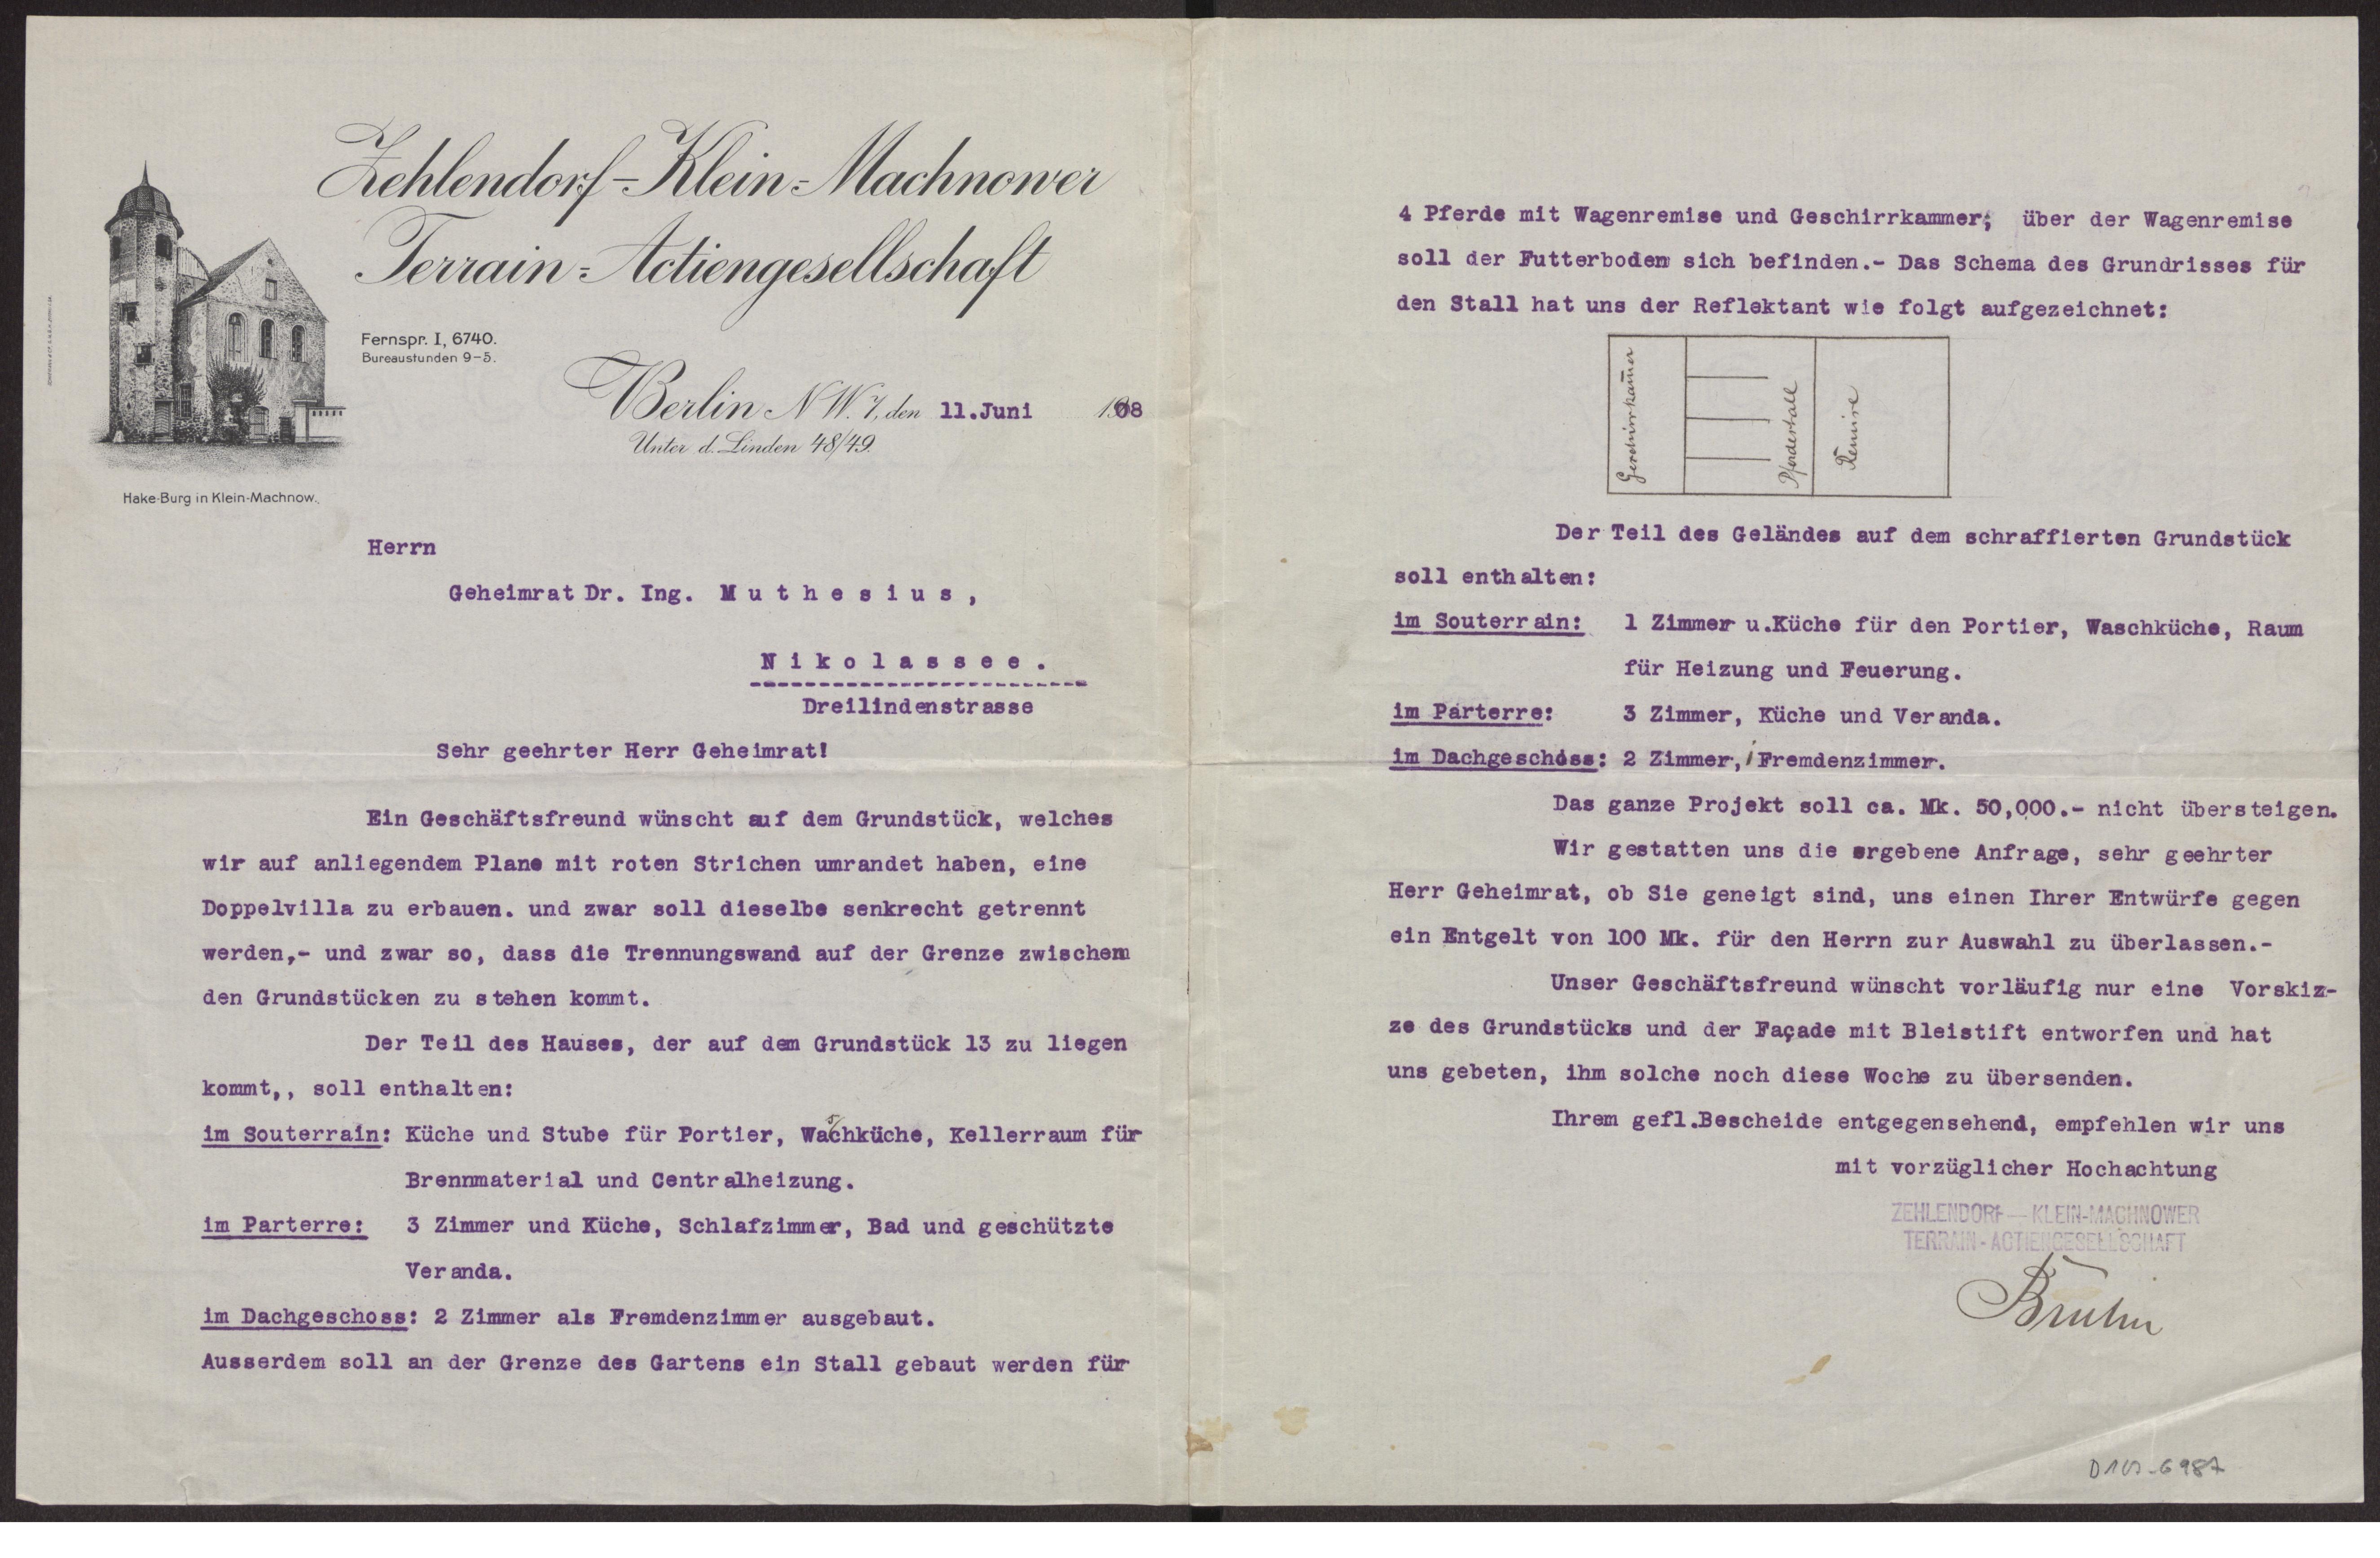 Zehlendorf-Klein-Machnower
Terrain-Actiengesellschaft
Fernspr. I, 6740.
Bureaustunden 9-5.
Berlin N.W. 7, den 11.Juni 1908
Unter d. Linden 48/49.
Hake-Burg in Klein-Machnow.
Herrn
Geheimrat Dr. Ing. M u t h e s i u s ,
N i k o l a s s e e .
Dreilindenstrasse
Sehr geehrter Herr Geheimrat!
Ein Geschäftsfreund wünscht auf dem Grundstück, welches
wir auf anliegendem Plane mit roten Strichen umrandet haben, eine
Doppelvilla zu erbauen. und zwar soll dieselbe senkrecht getrennt
werden,- und zwar so, dass die Trennungswand auf der Grenze zwischen
den Grundstücken zu stehen kommt.
Der Teil des Hauses, der auf dem Grundstück 13 zu liegen
kommt,, soll enthalten:
im Souterrain: Küche und Stube für Portier, Waschküche, Kellerraum für
Brennmaterial und Centralheizung.
im Parterre: 3 Zimmer und Küche, Schlafzimmer, Bad und geschützte
Veranda.
im Dachgeschoss: 2 Zimmer als Fremdenzimmer ausgebaut.
Ausserdem soll an der Grenze des Gartens ein Stall gebaut werden für
4 Pferde mit Wagenremise und Geschirrkammer; über der Wagenremise
soll der Futterboden sich befinden.- Das Schema des Grundrisses für
den Stall hat uns der Reflektant wie folgt aufgezeichnet:
Geschirrkam̅er
Pferdestall
Remise
Der Teil des Geländes auf dem schraffierten Grundstück
soll enthalten:
im Souterrain: 1 Zimmer u.Küche für den Portier, Waschküche, Raum
für Heizung und Feuerung.
im Parterre: 3 Zimmer, Küche und Veranda.
im Dachgeschoss: 2 Zimmer, 1 Fremdenzimmer.
Das ganze Projekt soll ca. Mk. 50,000.- nicht übersteigen.
Wir gestatten uns die ergebene Anfrage, sehr geehrter
Herr Geheimrat, ob Sie geneigt sind, uns einen Ihrer Entwürfe gegen
ein Entgelt von 100 Mk. für den Herrn zur Auswahl zu überlassen.-
Unser Geschäftsfreund wünscht vorläufig nur eine Vorskiz-
ze des Grundstücks und der Façade mit Bleistift entworfen und hat
uns gebeten, ihm solche noch diese Woche zu übersenden.
Ihrem gefl.Bescheide entgegensehend, empfehlen wir uns
mit vorzüglicher Hochachtung
ZEHLENDORF — KLEIN-MACHNOWER
TERRAIN - ACTIENGESELLSCHAFT
D102-6987